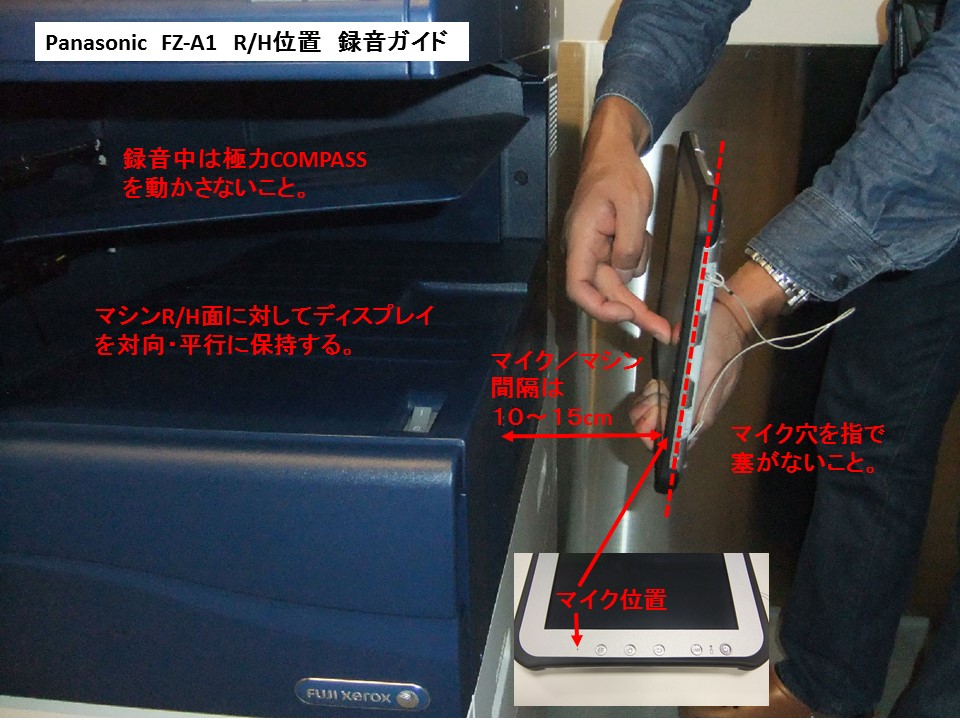 Panasonic FZ-A1 R/H位置 録音ガイド
録音中は極力COMPASS
を動かさないこと。
マシンR/H面に対してディスプレイ
を対向・平行に保持する。
マイク／マシン
間隔は
１０～１５cm
マイク穴を指で
塞がないこと。
マイク位置
FUJI xerox